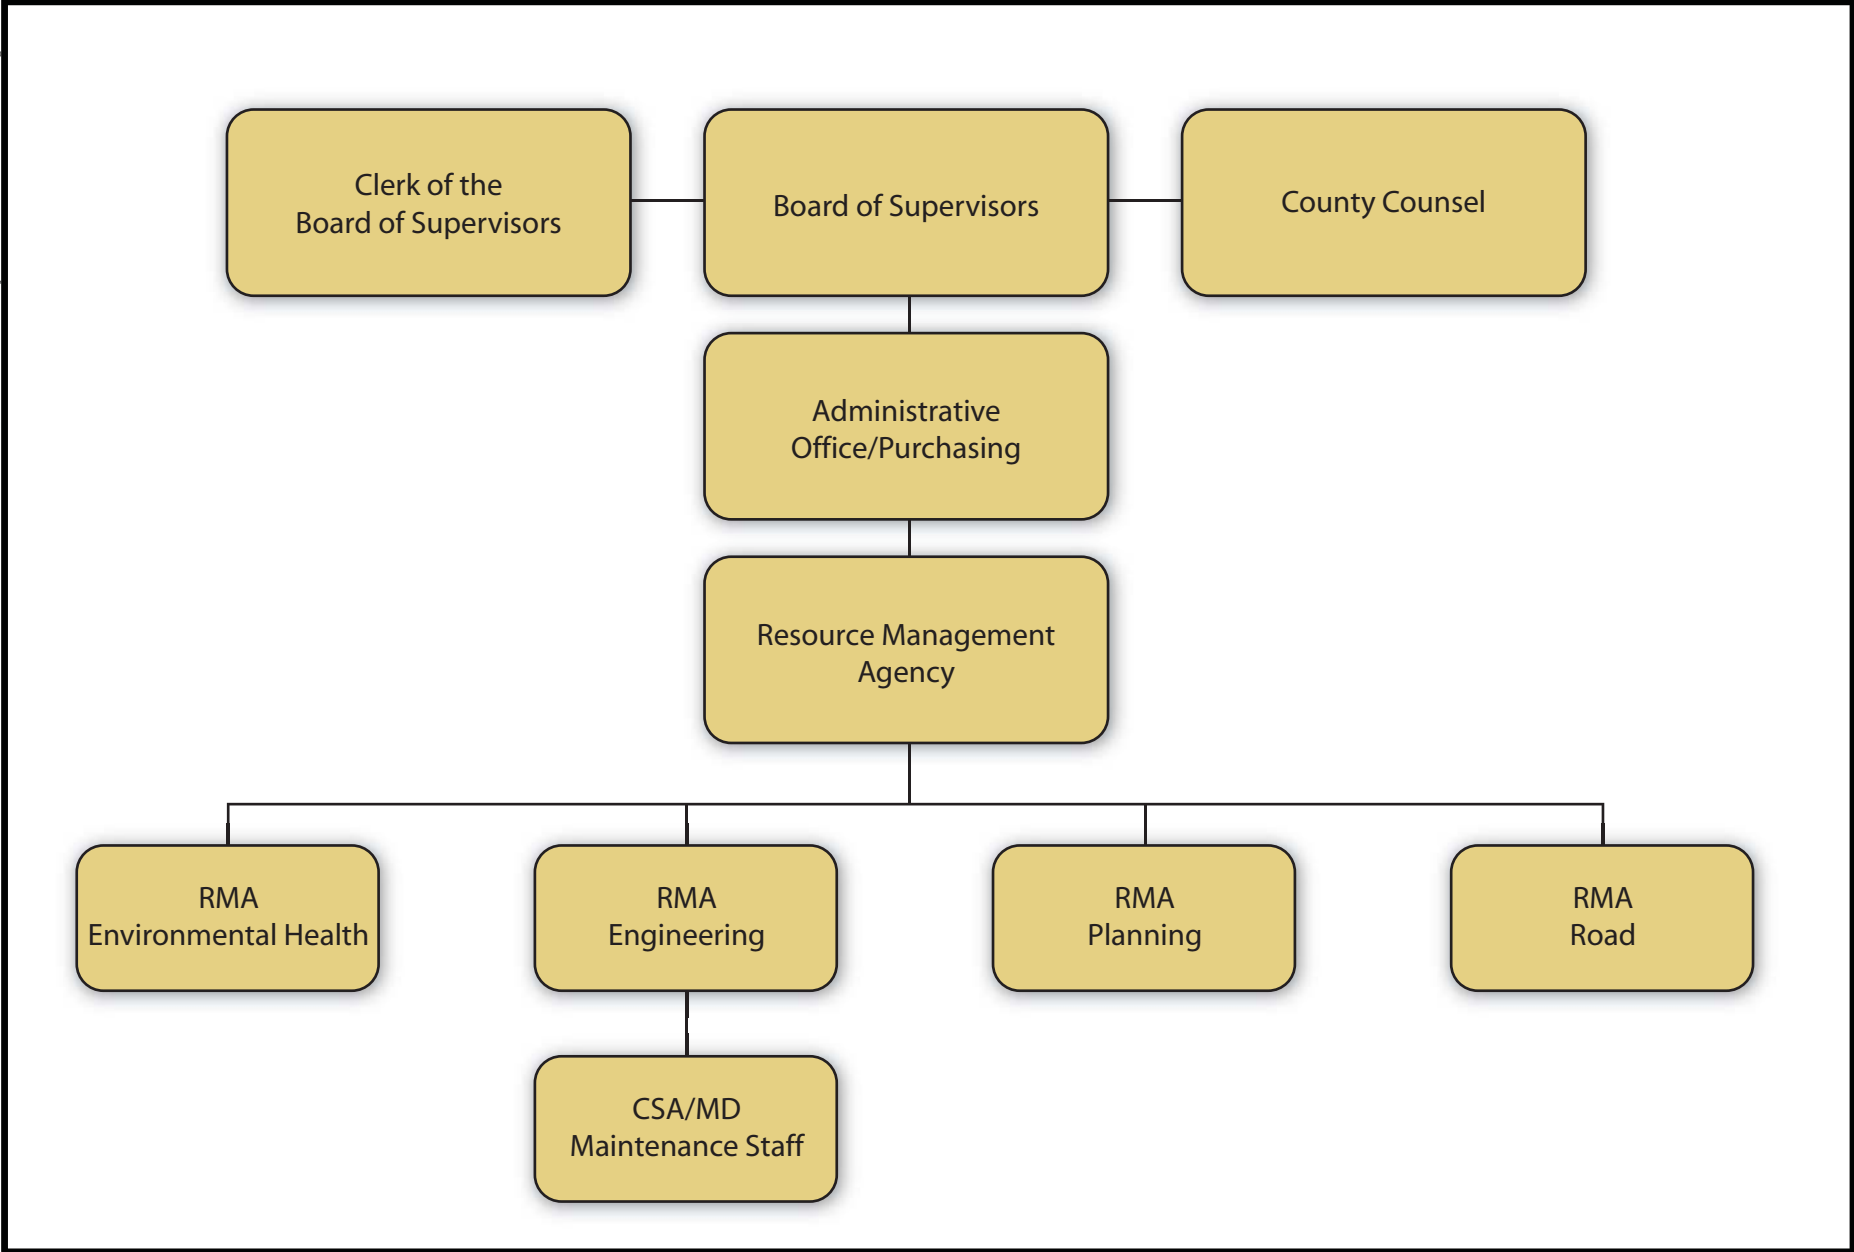 Clerk of the
Board of Supervisors
Board of Supervisors
County Counsel
Administrative
Office/Purchasing
Resource Management
Agency
RMA
Environmental Health
RMA
Engineering
RMA
Planning
RMA
Road
CSA/MD
Maintenance Staff